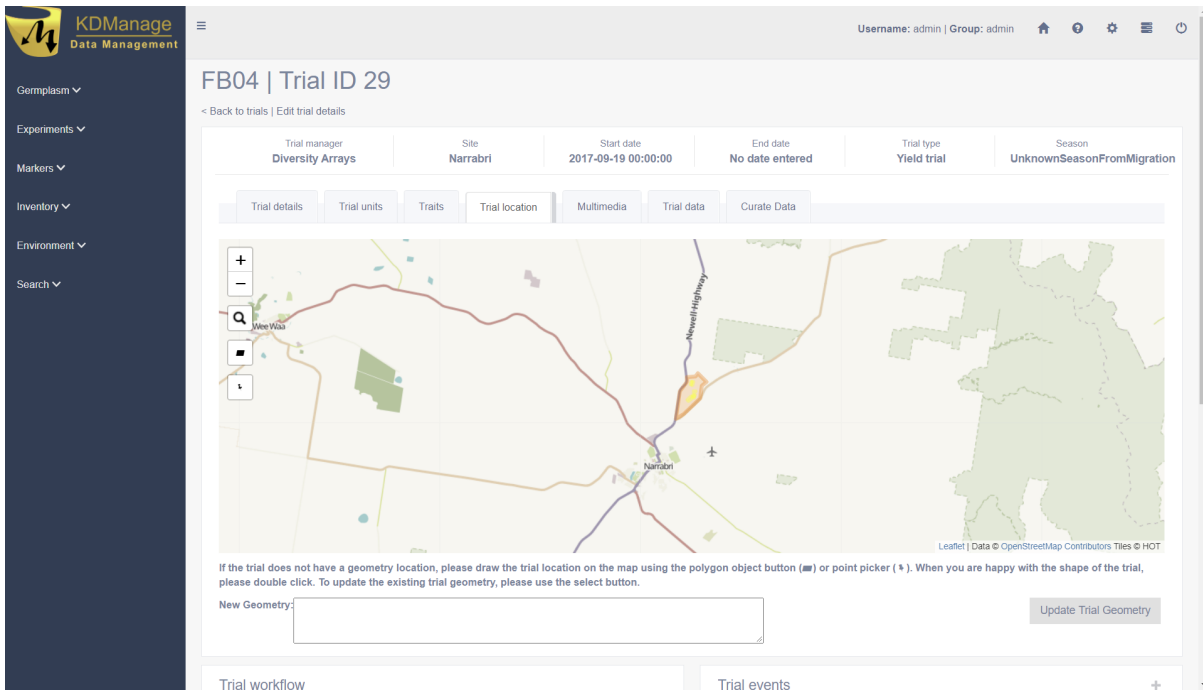 KDManage
Data Management
Username: admin | Group: admin
Germplasm
Experiments
Markers
Inventory
Environment
Search
FB04 | Trial ID 29
< Back to trials | Edit trial details
Trial manager
Diversity Arrays
Site
Narrabri
Start date
2017-09-19 00:00:00
End date
No date entered
Trial type
Yield trial
Season
UnknownSeasonFromMigration
Trial details
Trial units
Traits
Trial location
Multimedia
Trial data
Curate Data
+
−
Wee Waa
Newell Highway
Narrabri
Leaflet | Data © OpenStreetMap Contributors Tiles © HOT
If the trial does not have a geometry location, please draw the trial location on the map using the polygon object button (▰) or point picker ( ). When you are happy with the shape of the trial,
please double click. To update the existing trial geometry, please use the select button.
New Geometry:
Update Trial Geometry
Trial workflow
Trial events
+